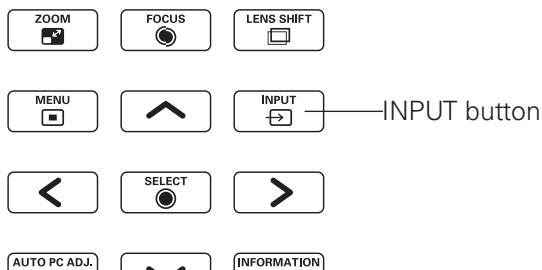 ZOOM FOCUS LENS SHIFT
MENU INPUT INPUT button
SELECT
AUTO PC ADJ. INFORMATION